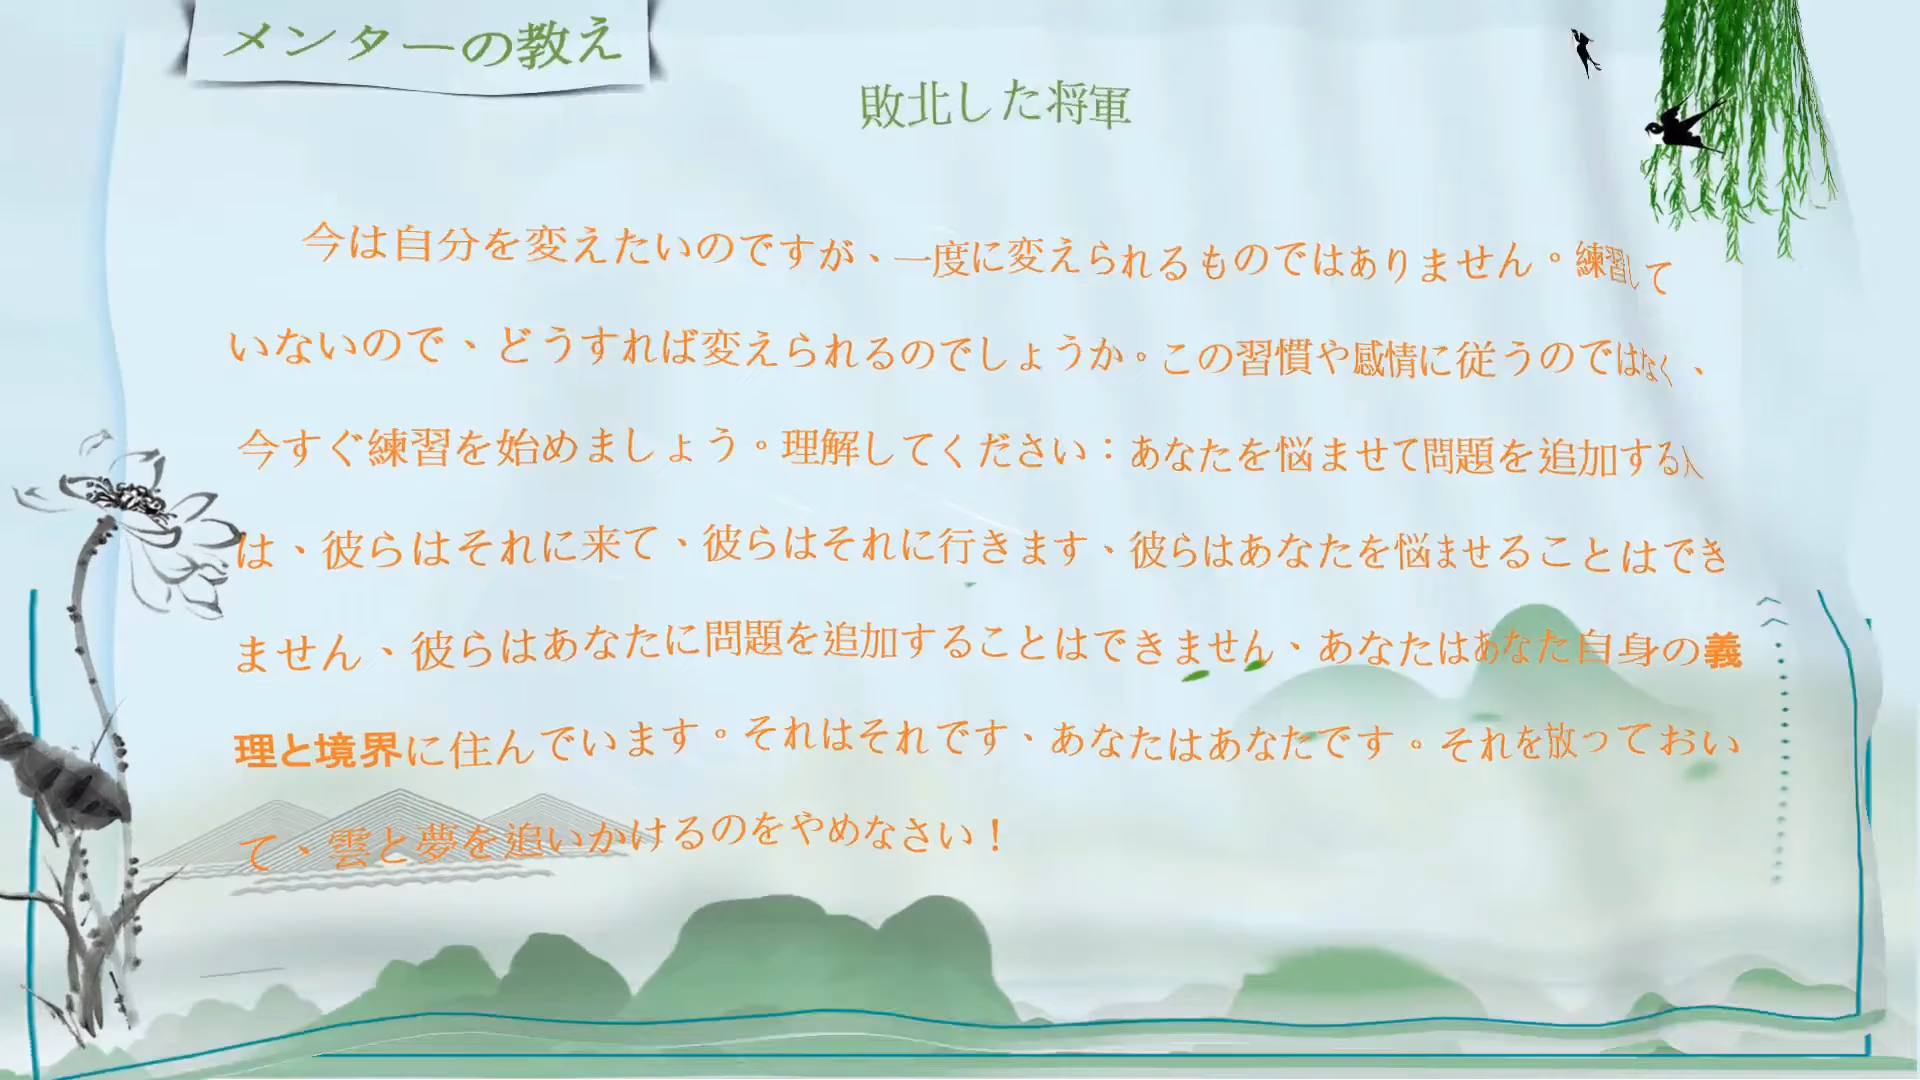 メンターの教え
敗北した将軍
今は自分を変えたいのですが、一度に変えられるものではありません。練習して
いないので、どうすれば変えられるのでしょうか。この習慣や感情に従うのではなく、
今すぐ練習を始めましょう。理解してください：あなたを悩ませて問題を追加する人
は、彼らはそれに来て、彼らはそれに行きます、彼らはあなたを悩ませることはでき
ません、彼らはあなたに問題を追加することはできません、あなたはあなた自身の義
理と境界に住んでいます。それはそれです、あなたはあなたです。それを放っておい
て、雲と夢を追いかけるのをやめなさい！